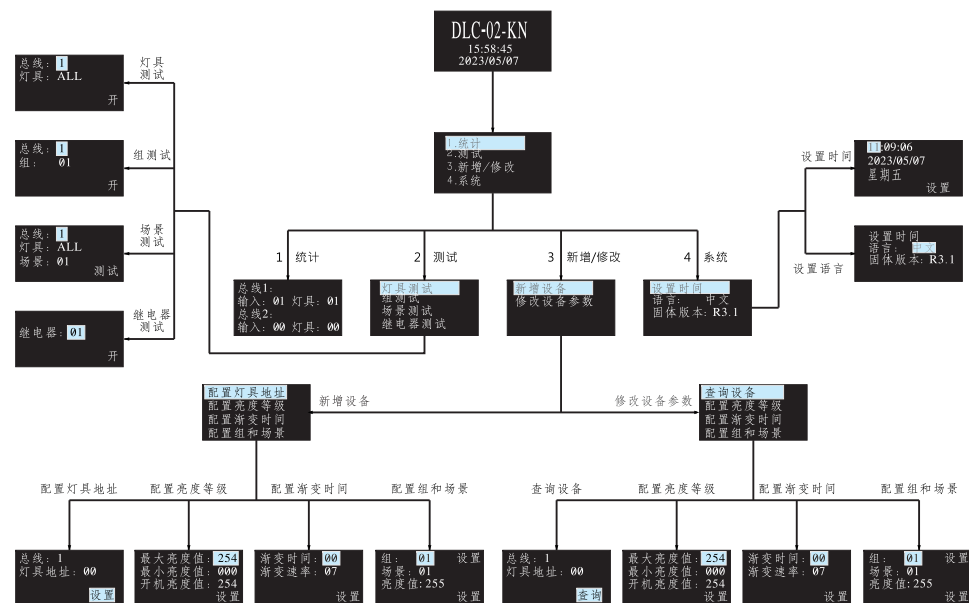 DLC-02-KN
15:58:45
2023/05/07
1.统计
2.测试
3.新增/修改
4.系统
总线: 1
灯具: ALL
开
灯具
测试
总线: 1
组: 01
开
组测试
总线: 1
灯具: ALL
场景: 01
测试
场景
测试
继电器: 01
开
继电器
测试
设置时间
11:09:06
2023/05/07
星期五
设置
设置语言
设置时间
语言: 中文
固体版本: R3.1
1 统计
2 测试
3 新增/修改
4 系统
总线1:
输入: 01 灯具: 01
总线2:
输入: 00 灯具: 00
灯具测试
组测试
场景测试
继电器测试
新增设备
修改设备参数
设置时间
语言: 中文
固体版本: R3.1
配置灯具地址
配置亮度等级
配置渐变时间
配置组和场景
新增设备
修改设备参数
查询设备
配置亮度等级
配置渐变时间
配置组和场景
配置灯具地址
配置亮度等级
配置渐变时间
配置组和场景
查询设备
配置亮度等级
配置渐变时间
配置组和场景
总线: 1
灯具地址: 00
设置
最大亮度值: 254
最小亮度值: 000
开机亮度值: 254
设置
渐变时间: 00
渐变速率: 07
设置
组: 01 设置
场景: 01
亮度值: 255
设置
总线: 1
灯具地址: 00
查询
最大亮度值: 254
最小亮度值: 000
开机亮度值: 254
设置
渐变时间: 00
渐变速率: 07
设置
组: 01 设置
场景: 01
亮度值: 255
设置